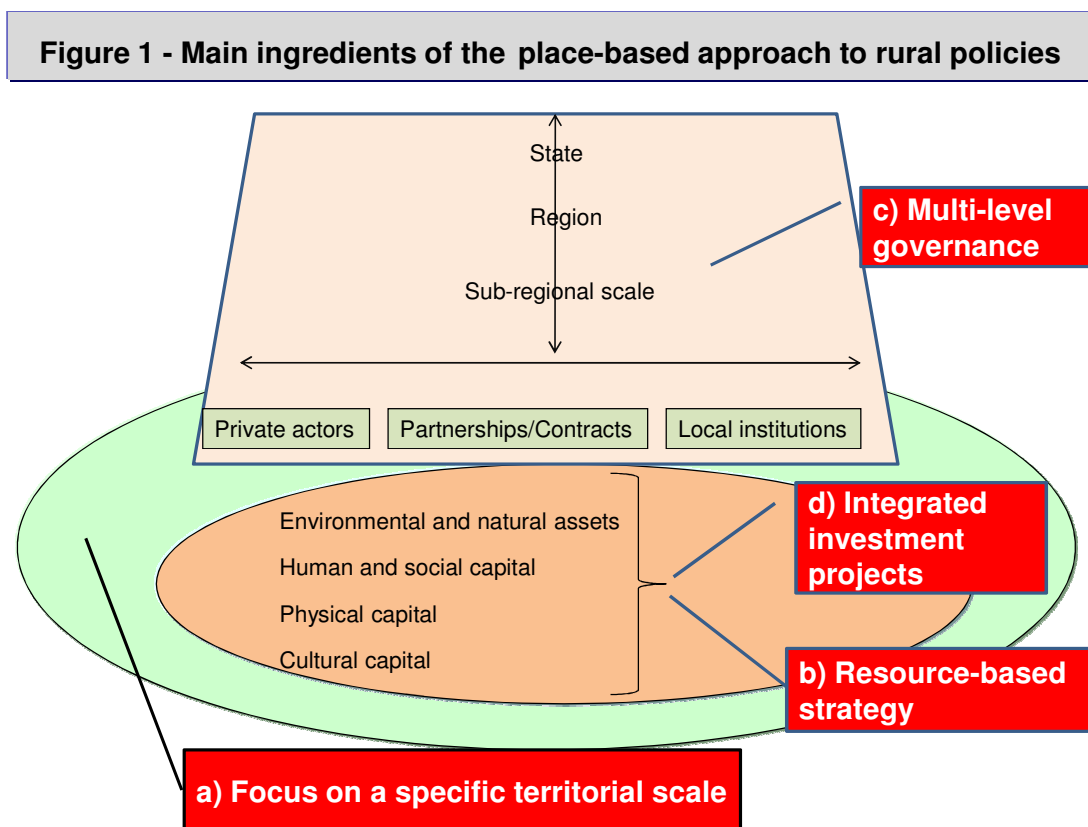 Figure 1 - Main ingredients of the place-based approach to rural policies
State
Region
Sub-regional scale
c) Multi-level
governance
Private actors
Partnerships/Contracts
Local institutions
Environmental and natural assets
Human and social capital
Physical capital
Cultural capital
d) Integrated
investment
projects
b) Resource-based
strategy
a) Focus on a specific territorial scale